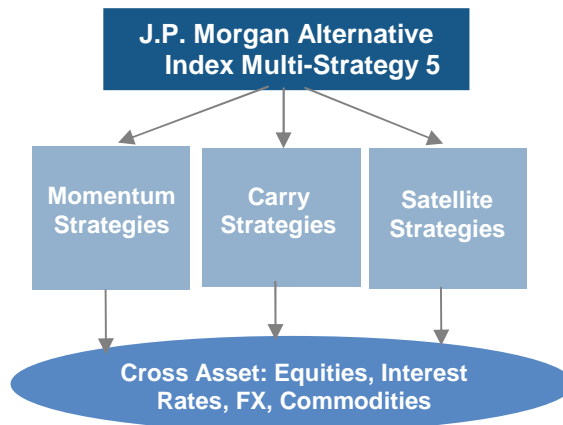 J.P. Morgan Alternative
Index Multi-Strategy 5
Momentum
Strategies
Carry
Strategies
Satellite
Strategies
Cross Asset: Equities, Interest
Rates, FX, Commodities